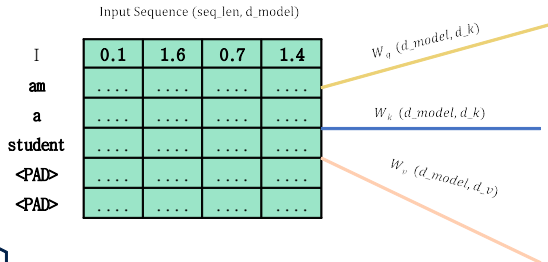 Input Sequence (seq_len, d_model)
I 0.1 1.6 0.7 1.4
am .... .... .... ....
a .... .... .... ....
student .... .... .... ....
<PAD> .... .... .... ....
<PAD> .... .... .... ....
W_q (d_model, d_k)
W_k (d_model, d_k)
W_v (d_model, d_v)